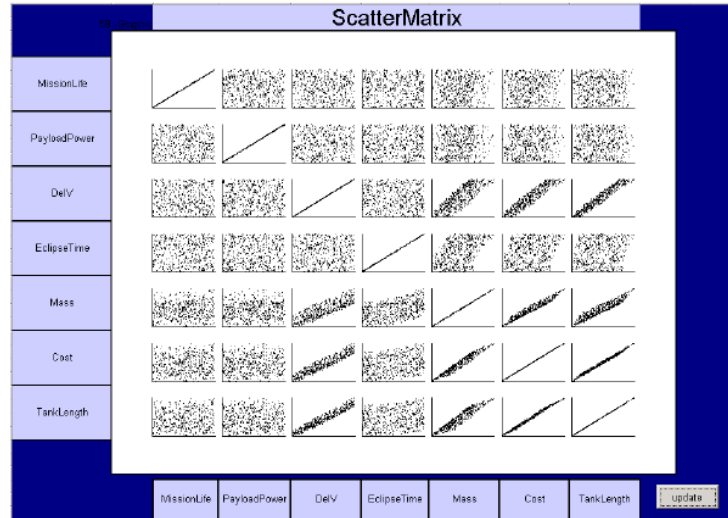 ScatterMatrix
MissionLife
PayloadPower
DelV
EclipseTime
Mass
Cost
TankLength
MissionLife PayloadPower DelV EclipseTime Mass Cost TankLength update